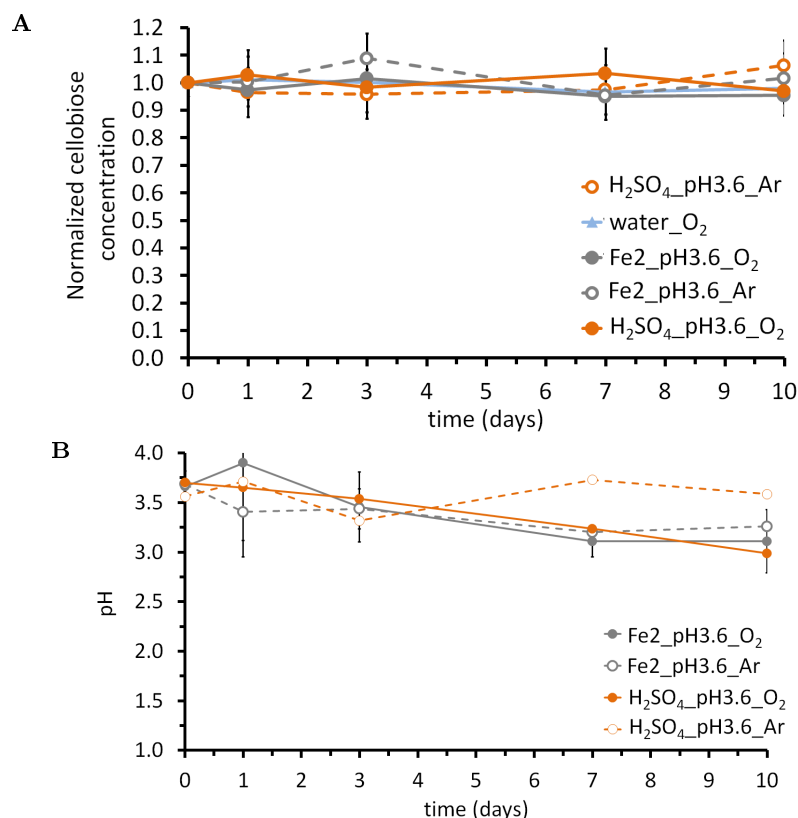 A
1.2
1.1
1.0
0.9
0.8
0.7
0.6
0.5
0.4
0.3
0.2
0.1
0.0
Normalized cellobiose
concentration
H₂SO₄_pH3.6_Ar
water_O₂
Fe2_pH3.6_O₂
Fe2_pH3.6_Ar
H₂SO₄_pH3.6_O₂
0 1 2 3 4 5 6 7 8 9 10
time (days)
B
4.0
3.5
3.0
2.5
2.0
1.5
1.0
pH
Fe2_pH3.6_O₂
Fe2_pH3.6_Ar
H₂SO₄_pH3.6_O₂
H₂SO₄_pH3.6_Ar
0 1 2 3 4 5 6 7 8 9 10
time (days)